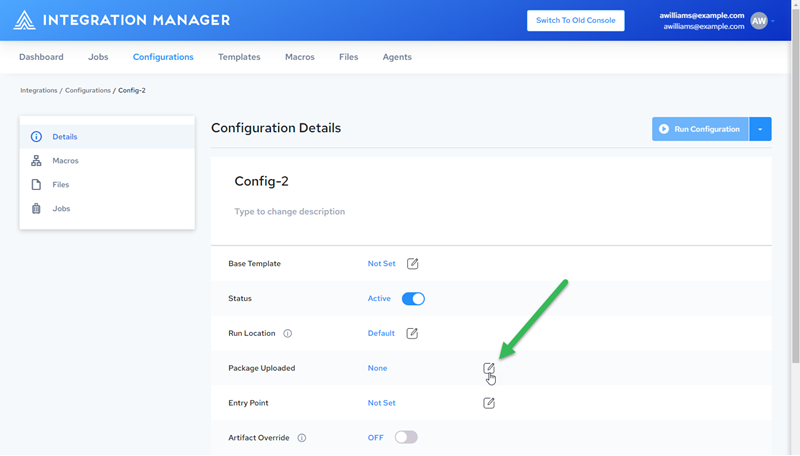 INTEGRATION MANAGER
Switch To Old Console
awilliams@example.com
awilliams@example.com
AW
Dashboard Jobs Configurations Templates Macros Files Agents
Integrations / Configurations / Config-2
Details
Macros
Files
Jobs
Configuration Details
Run Configuration
Config-2
Type to change description
Base Template Not Set
Status Active
Run Location Default
Package Uploaded None
Entry Point Not Set
Artifact Override OFF